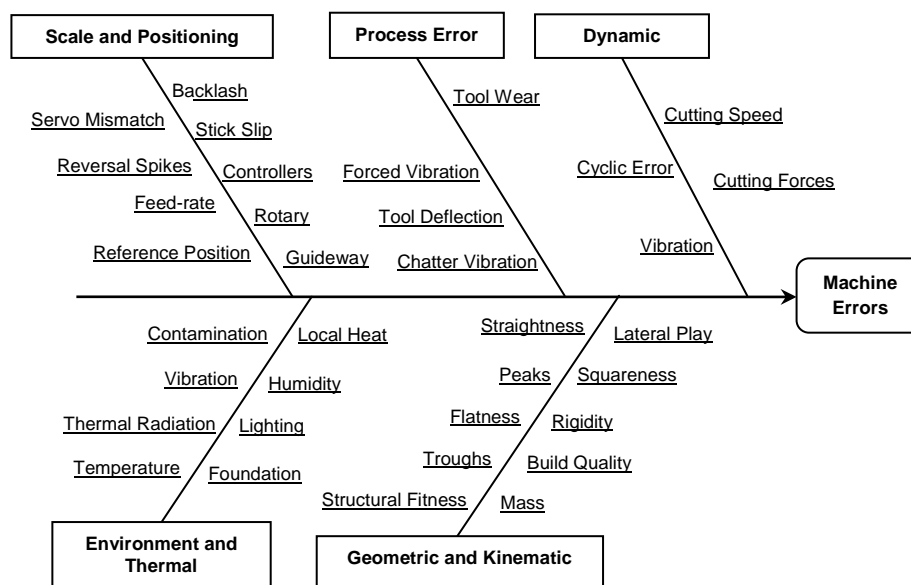 Scale and Positioning
Process Error
Dynamic
Backlash
Servo Mismatch
Stick Slip
Reversal Spikes
Controllers
Feed-rate
Rotary
Reference Position
Guideway
Tool Wear
Forced Vibration
Tool Deflection
Chatter Vibration
Cutting Speed
Cyclic Error
Cutting Forces
Vibration
Machine
Errors
Contamination
Local Heat
Vibration
Humidity
Thermal Radiation
Lighting
Temperature
Foundation
Straightness
Lateral Play
Peaks
Squareness
Flatness
Rigidity
Troughs
Build Quality
Structural Fitness
Mass
Environment and
Thermal
Geometric and Kinematic